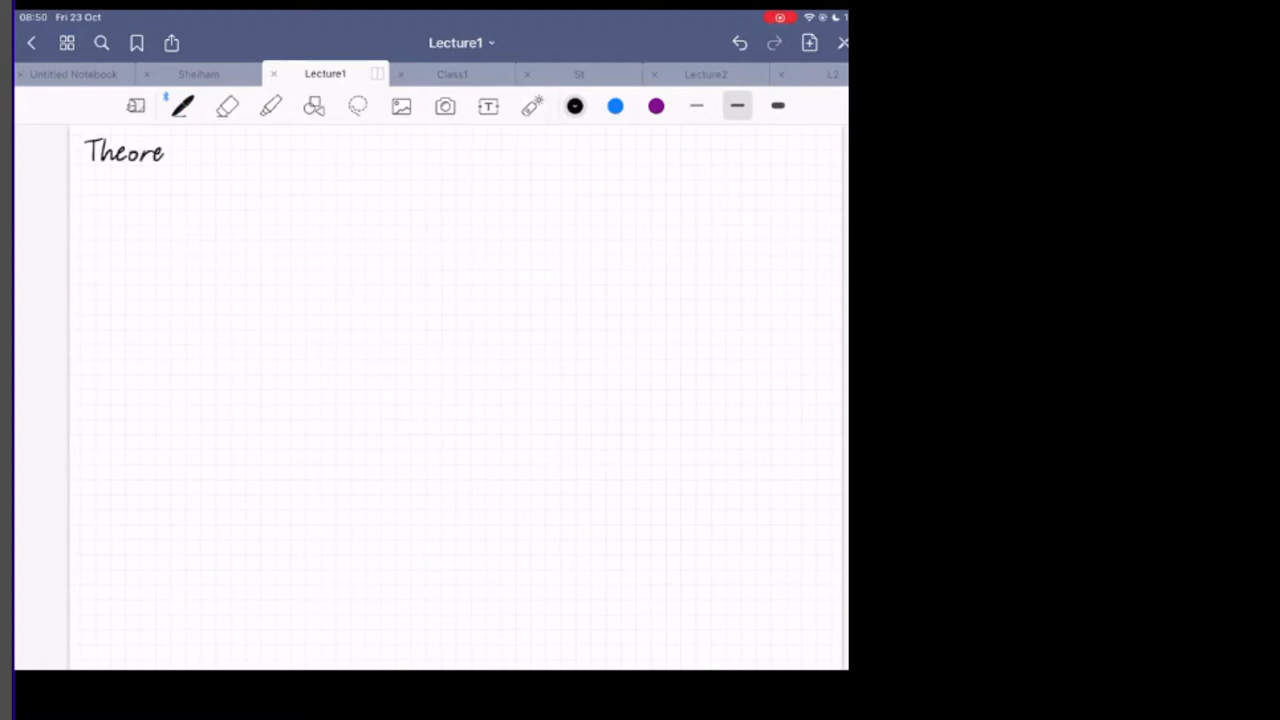 08:50 Fri 23 Oct
Lecture1
Untitled Notebook Sheiham Lecture1 Class1 St Lecture2 L2
T
Theore